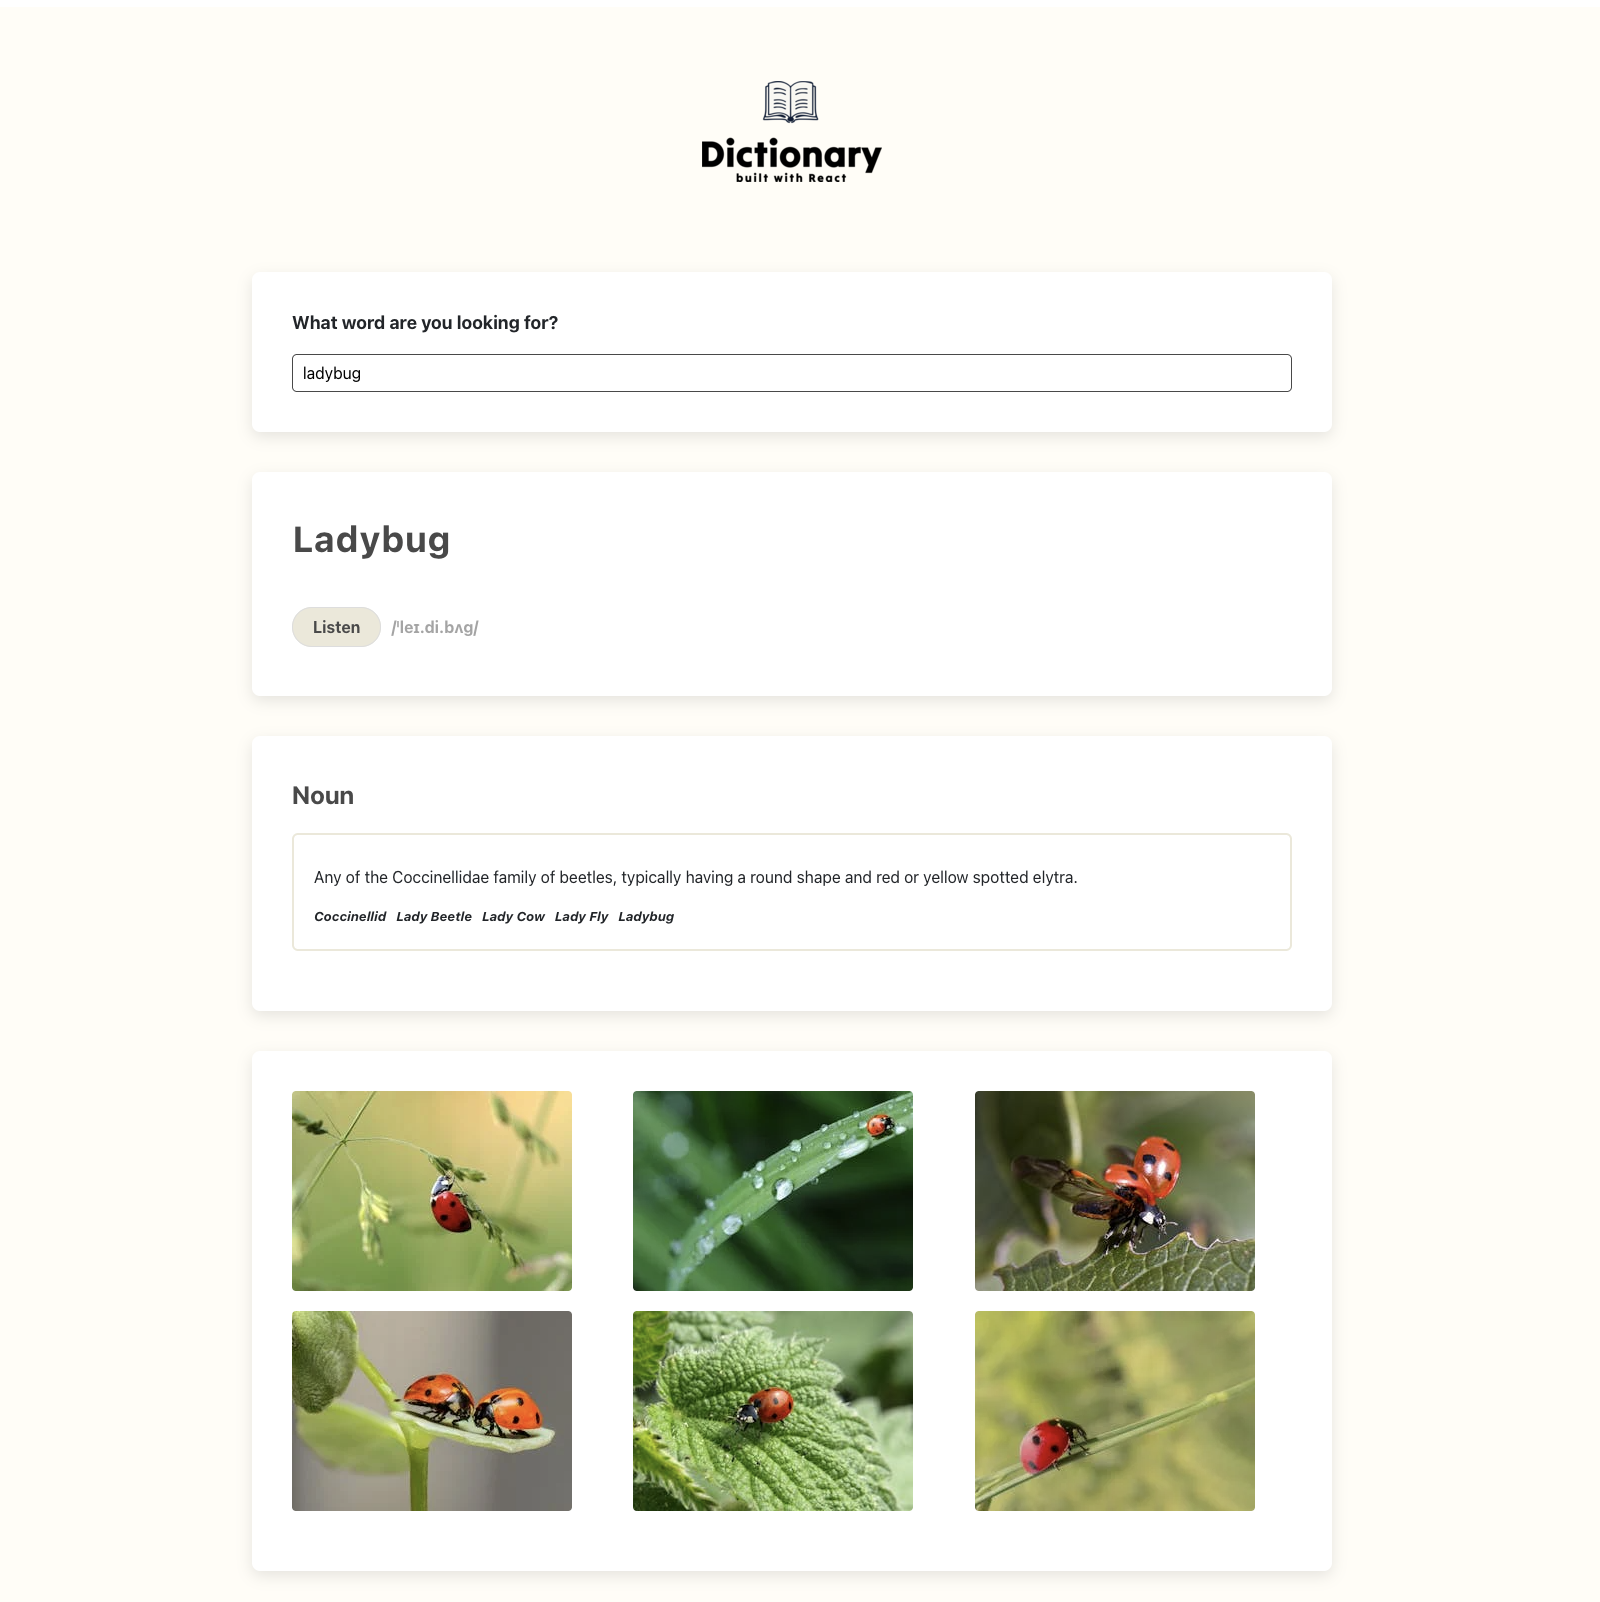 Dictionary
built with React
What word are you looking for?
ladybug
Ladybug
Listen /ˈleɪ.di.bʌg/
Noun
Any of the Coccinellidae family of beetles, typically having a round shape and red or yellow spotted elytra.
Coccinellid Lady Beetle Lady Cow Lady Fly Ladybug